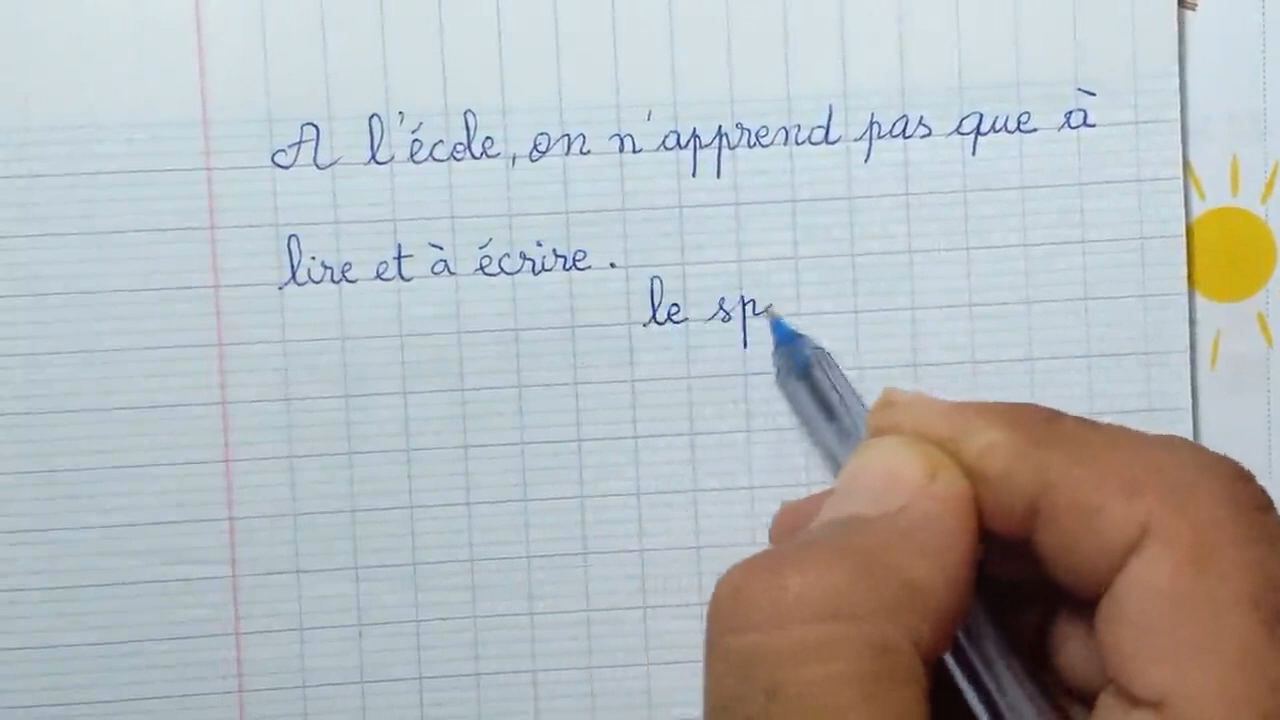 A l'école, on n'apprend pas que à
lire et à écrire.
le sp